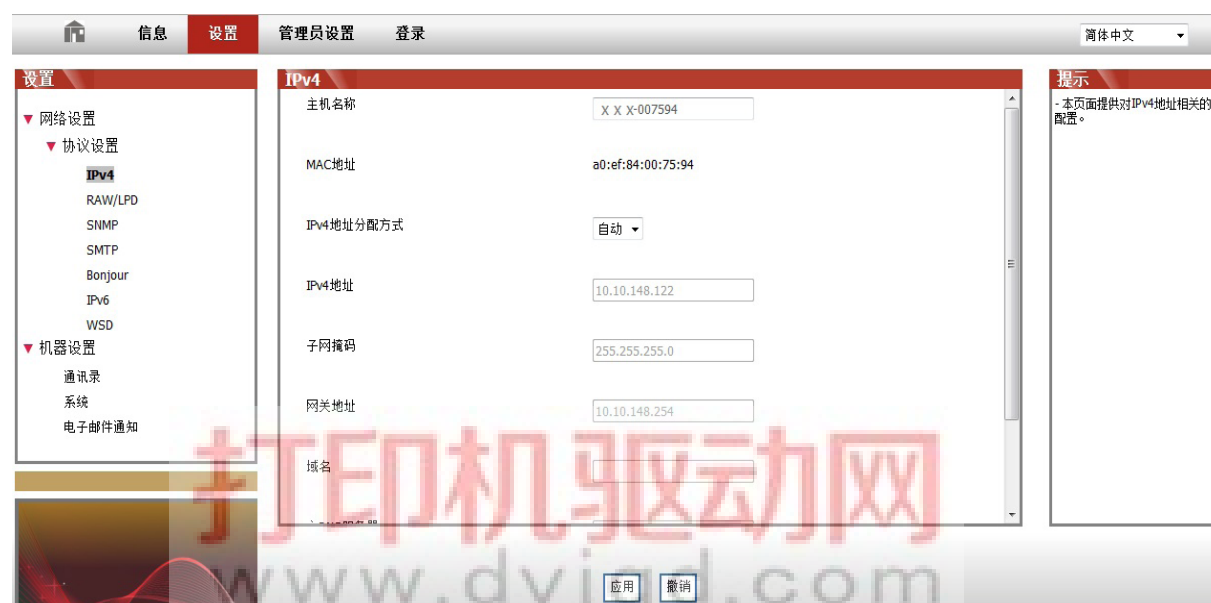 信息 设置 管理员设置 登录 简体中文
设置
▼ 网络设置
▼ 协议设置
IPv4
RAW/LPD
SNMP
SMTP
Bonjour
IPv6
WSD
▼ 机器设置
通讯录
系统
电子邮件通知
IPv4
主机名称 X X X-007594
MAC地址 a0:ef:84:00:75:94
IPv4地址分配方式 自动
IPv4地址 10.10.148.122
子网掩码 255.255.255.0
网关地址 10.10.148.254
域名
应用 撤销
提示
- 本页面提供对IPv4地址相关的
配置。
打印机驱动网
www.dyjqd.com